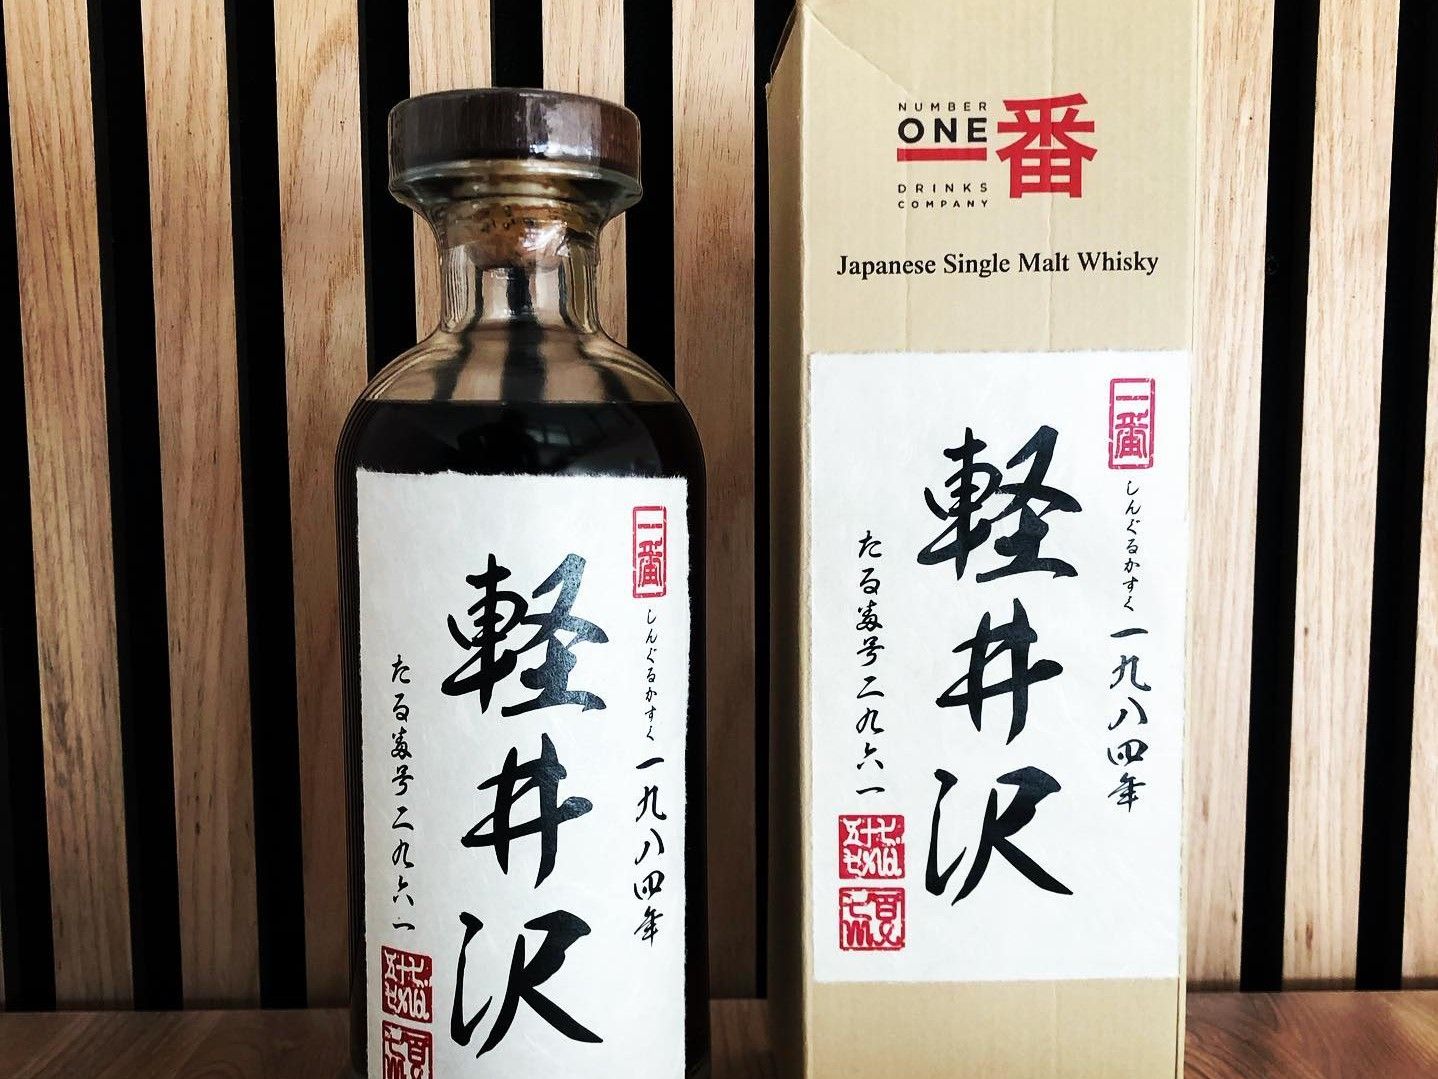 一番
しんぐるかすく 一九八四年
軽井沢
たる番号二九六一
NUMBER
ONE
番
DRINKS
COMPANY
Japanese Single Malt Whisky
一番
しんぐるかすく 一九八四年
軽井沢
たる番号二九六一